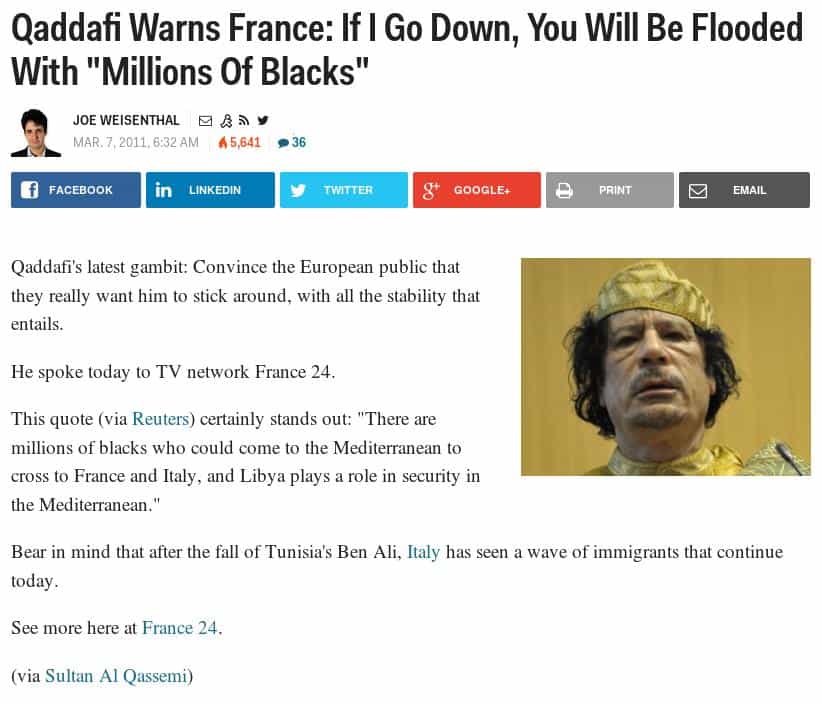 Qaddafi Warns France: If I Go Down, You Will Be Flooded
With "Millions Of Blacks"
JOE WEISENTHAL
MAR. 7, 2011, 6:32 AM 5,641 36
FACEBOOK LINKEDIN TWITTER GOOGLE+ PRINT EMAIL
Qaddafi's latest gambit: Convince the European public that
they really want him to stick around, with all the stability that
entails.
He spoke today to TV network France 24.
This quote (via Reuters) certainly stands out: "There are
millions of blacks who could come to the Mediterranean to
cross to France and Italy, and Libya plays a role in security in
the Mediterranean."
Bear in mind that after the fall of Tunisia's Ben Ali, Italy has seen a wave of immigrants that continue
today.
See more here at France 24.
(via Sultan Al Qassemi)